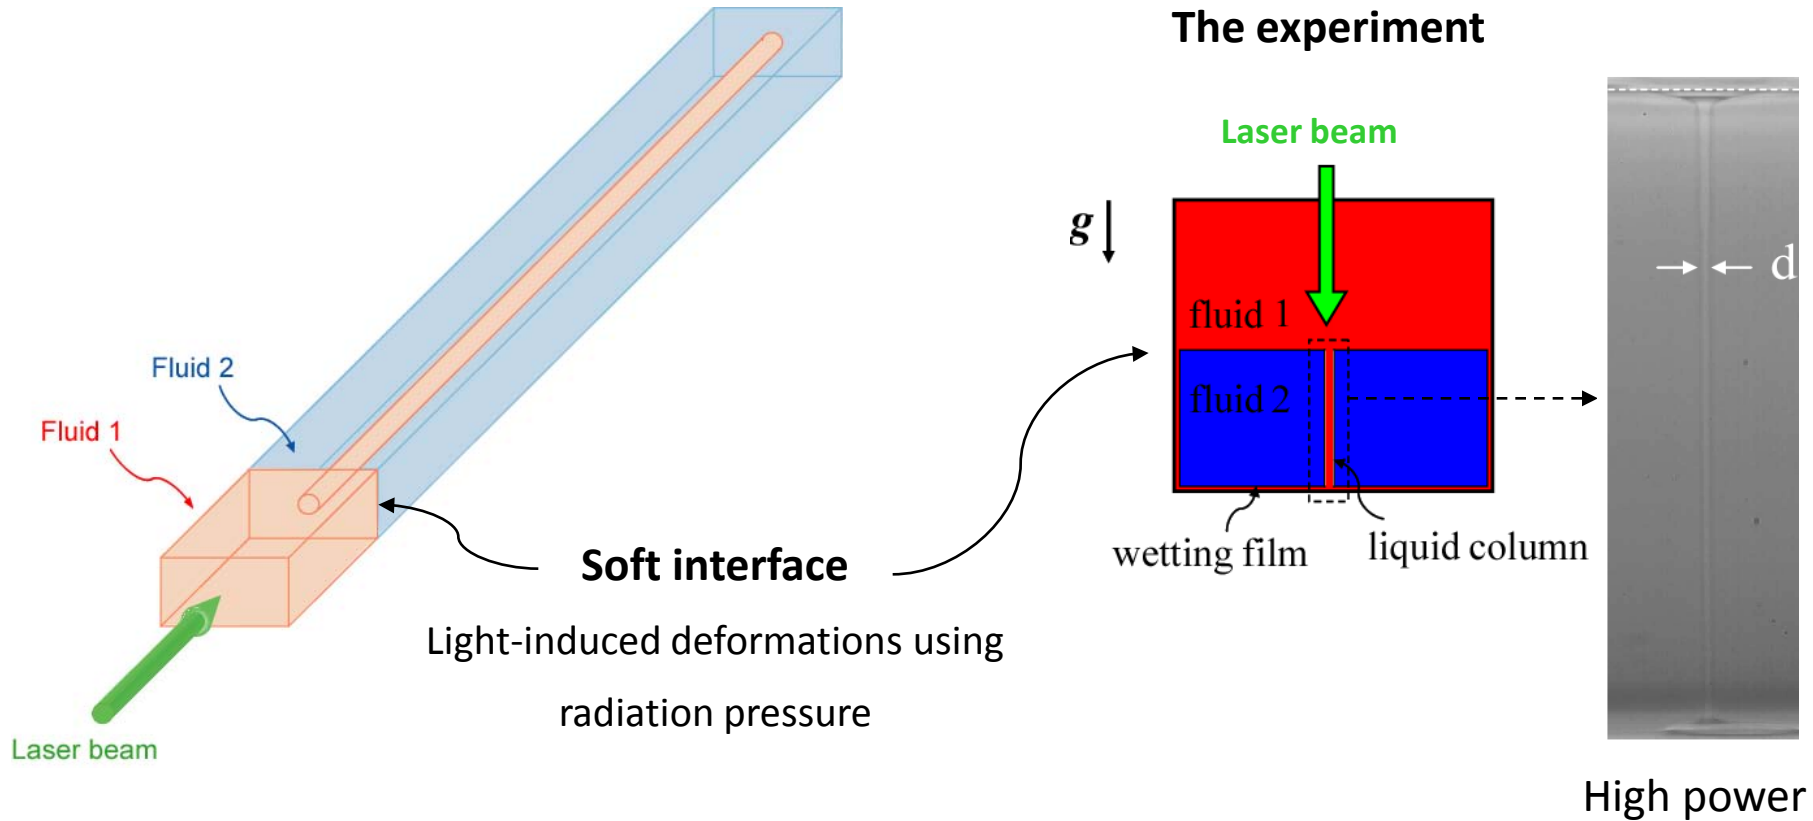 The experiment
Laser beam
g
d
fluid 1
Fluid 2
fluid 2
Fluid 1
wetting film
liquid column
Soft interface
Light-induced deformations using
radiation pressure
Laser beam
High power